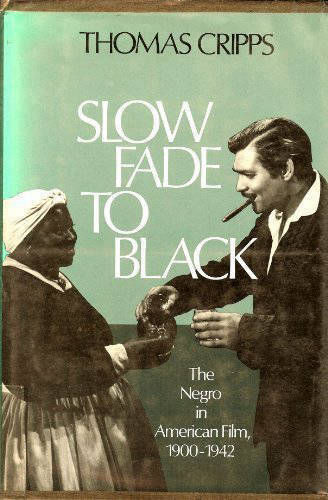 THOMAS CRIPPS
SLOW
FADE
TO
BLACK
The
Negro
in
American Film,
1900-1942